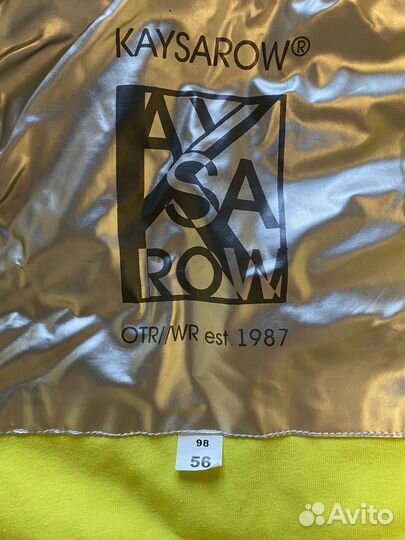 KAYSAROW®
AY
SA
ROW
OTR//WR est.1987
98
56
Avito